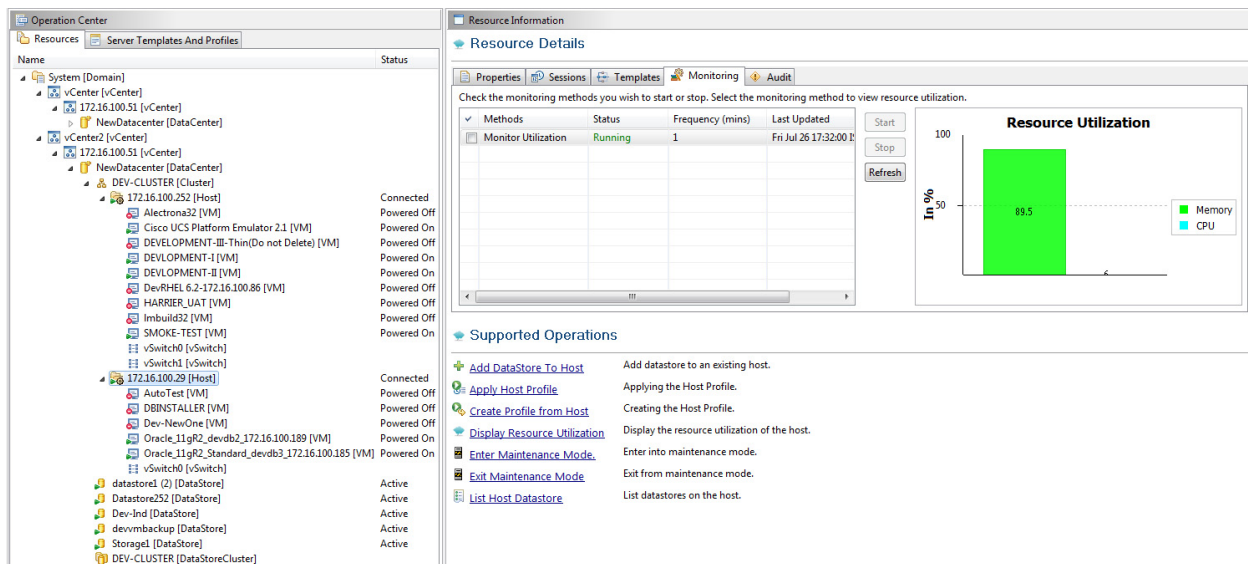 Operation Center
Resources Server Templates And Profiles
Name Status
System [Domain]
vCenter [vCenter]
172.16.100.51 [vCenter]
NewDatacenter [DataCenter]
vCenter2 [vCenter]
172.16.100.51 [vCenter]
NewDatacenter [DataCenter]
DEV-CLUSTER [Cluster]
172.16.100.252 [Host] Connected
Alectrona32 [VM] Powered Off
Cisco UCS Platform Emulator 2.1 [VM] Powered On
DEVELOPMENT-III-Thin(Do not Delete) [VM] Powered Off
DEVLOPMENT-I [VM] Powered On
DEVLOPMENT-II [VM] Powered On
DevRHEL 6.2-172.16.100.86 [VM] Powered Off
HARRIER_UAT [VM] Powered Off
Imbuild32 [VM] Powered Off
SMOKE-TEST [VM] Powered On
vSwitch0 [vSwitch]
vSwitch1 [vSwitch]
172.16.100.29 [Host] Connected
AutoTest [VM] Powered Off
DBINSTALLER [VM] Powered Off
Dev-NewOne [VM] Powered Off
Oracle_11gR2_devdb2_172.16.100.189 [VM] Powered On
Oracle_11gR2_Standard_devdb3_172.16.100.185 [VM] Powered On
vSwitch0 [vSwitch]
datastore1 (2) [DataStore] Active
Datastore252 [DataStore] Active
Dev-Ind [DataStore] Active
devvmbackup [DataStore] Active
Storage1 [DataStore] Active
DEV-CLUSTER [DataStoreCluster]
Resource Information
Resource Details
Properties Sessions Templates Monitoring Audit
Check the monitoring methods you wish to start or stop. Select the monitoring method to view resource utilization.
Methods Status Frequency (mins) Last Updated
Monitor Utilization Running 1 Fri Jul 26 17:32:00
Start
Stop
Refresh
Resource Utilization
100
50
In %
89.5
6
Memory
CPU
Supported Operations
Add DataStore To Host Add datastore to an existing host.
Apply Host Profile Applying the Host Profile.
Create Profile from Host Creating the Host Profile.
Display Resource Utilization Display the resource utilization of the host.
Enter Maintenance Mode. Enter into maintenance mode.
Exit Maintenance Mode Exit from maintenance mode.
List Host Datastore List datastores on the host.